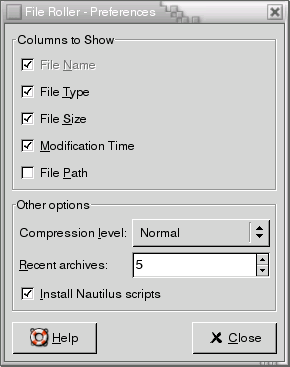 File Roller - Preferences
Columns to Show
File Name
File Type
File Size
Modification Time
File Path
Other options
Compression level: Normal
Recent archives: 5
Install Nautilus scripts
Help Close